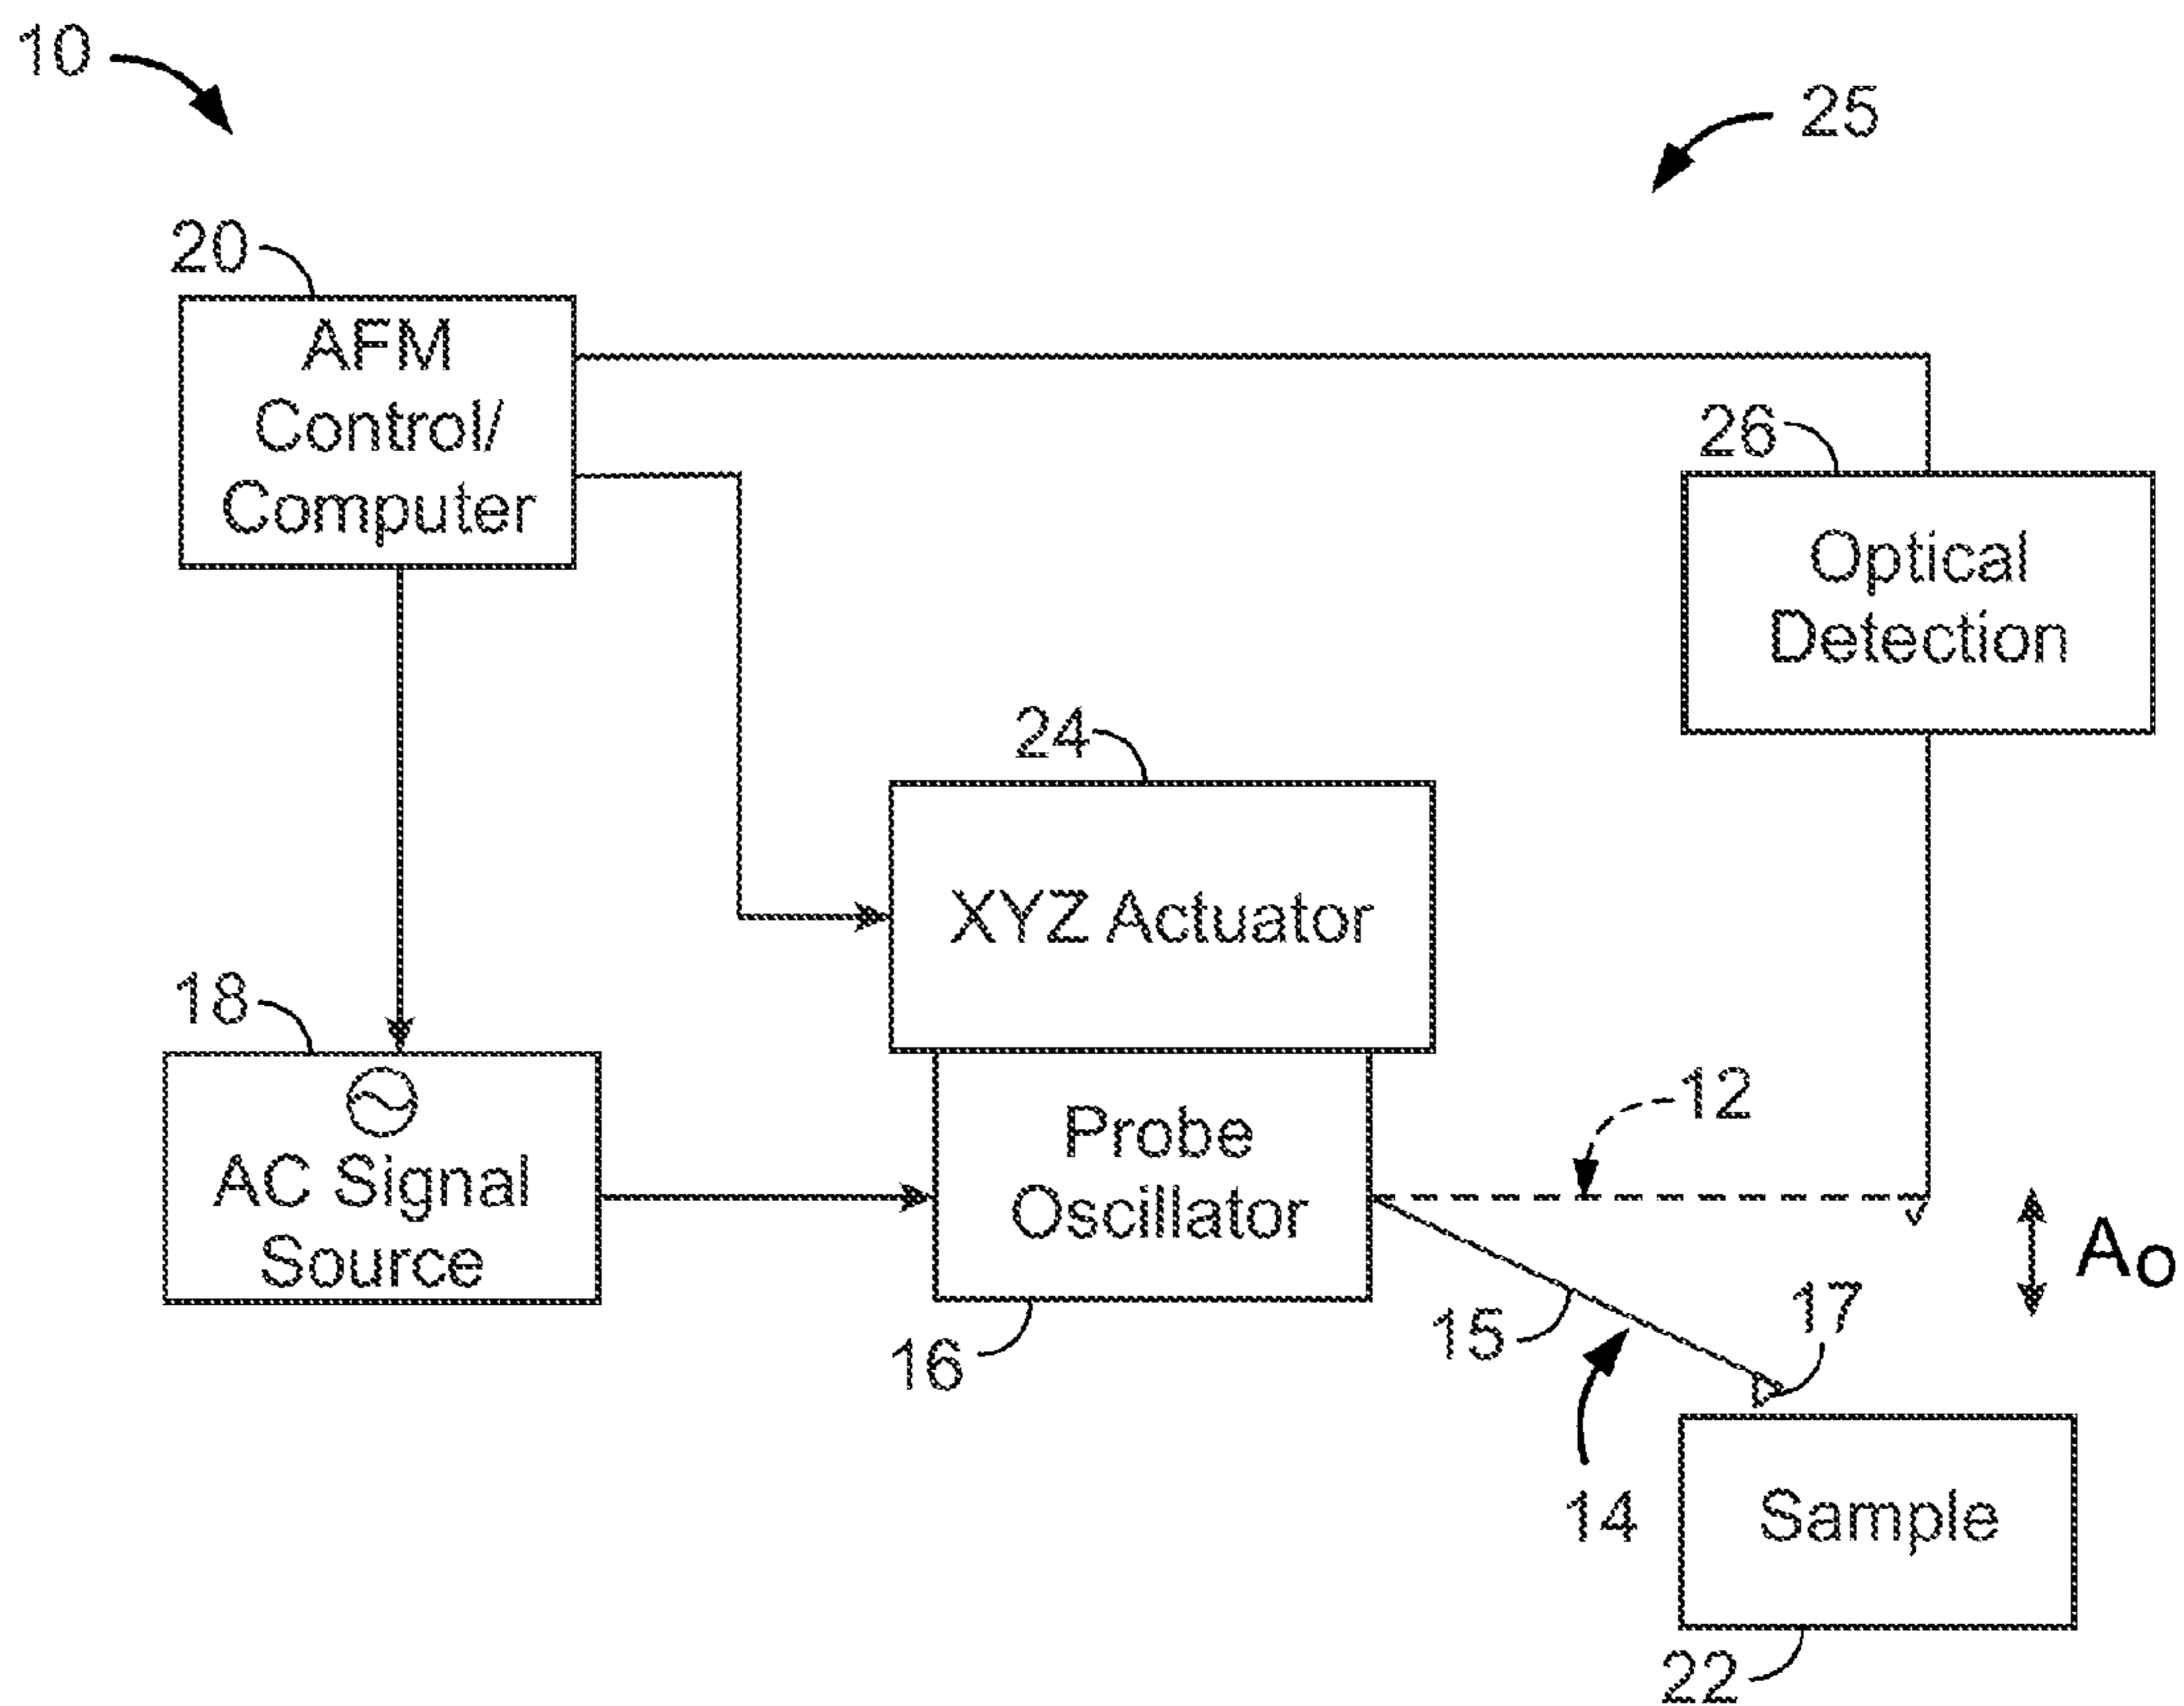 10
25
20
AFM
Control/
Computer
26
Optical
Detection
24
XYZ Actuator
18
AC Signal
Source
Probe
Oscillator
12
Ao
15
17
16
14
Sample
22